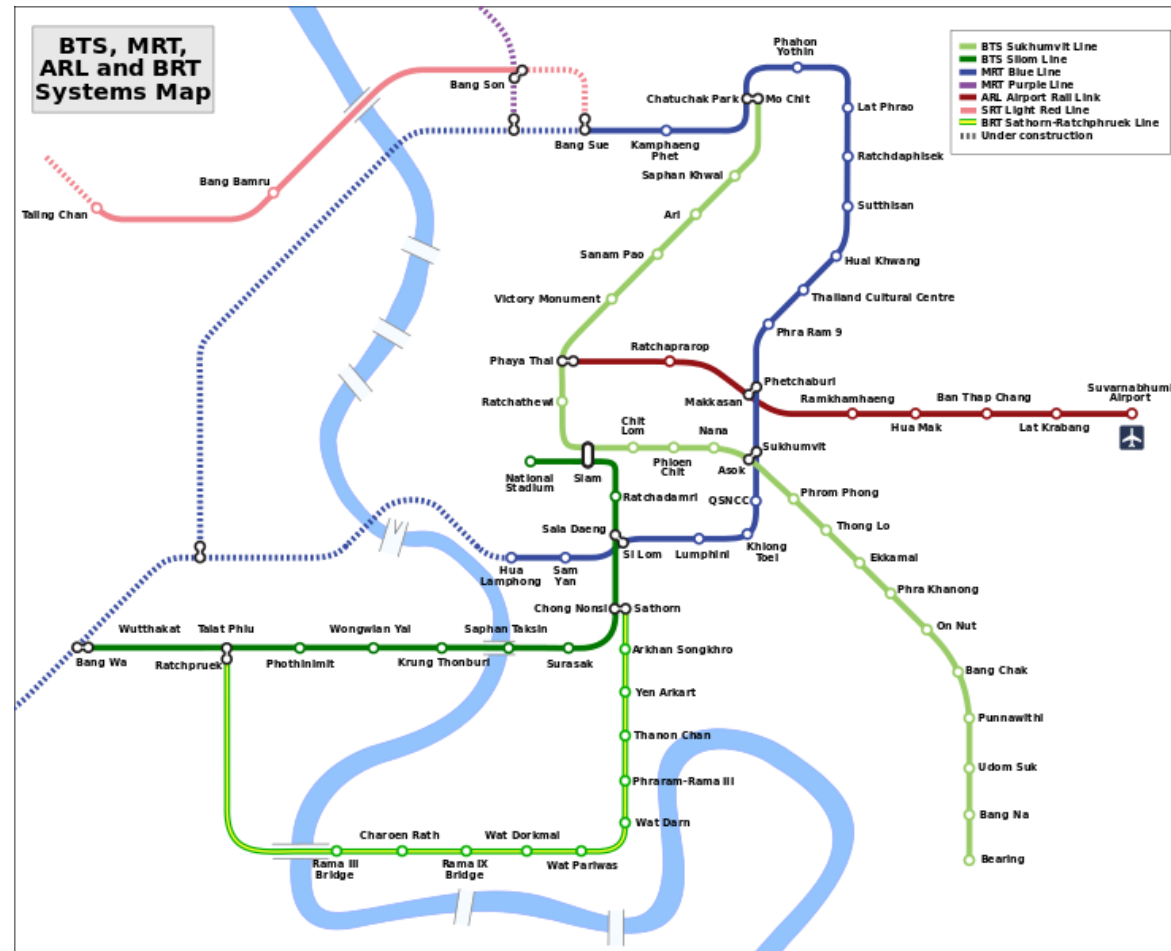 BTS, MRT,
ARL and BRT
Systems Map
BTS Sukhumvit Line
BTS Silom Line
MRT Blue Line
MRT Purple Line
ARL Airport Rail Link
SRT Light Red Line
BRT Sathorn-Ratchphruek Line
Under construction
Phahon
Yothin
Bang Son
Chatuchak Park
Mo Chit
Lat Phrao
Bang Sue
Kamphaeng
Phet
Ratchdaphisek
Saphan Khwai
Bang Bamru
Taling Chan
Ari
Sutthisan
Sanam Pao
Huai Khwang
Victory Monument
Thailand Cultural Centre
Phra Ram 9
Ratchaprarop
Phaya Thai
Phetchaburi
Makkasan
Ramkhamhaeng
Hua Mak
Ban Thap Chang
Lat Krabang
Suvarnabhumi
Airport
Ratchathewi
Chit
Lom
Nana
Phloen
Chit
Sukhumvit
Asok
National
Stadium
Siam
Ratchadamri
QSNCC
Phrom Phong
Sala Daeng
Si Lom
Lumphini
Khlong
Toei
Thong Lo
Hua
Lamphong
Sam
Yan
Ekkamai
Phra Khanong
Chong Nonsi
Sathorn
On Nut
Wutthakat
Talat Phlu
Wongwian Yai
Saphan Taksin
Bang Wa
Ratchpruek
Phothinimit
Krung Thonburi
Surasak
Arkhan Songkhro
Bang Chak
Yen Arkart
Punnawithi
Thanon Chan
Udom Suk
Phraram-Rama III
Bang Na
Wat Darn
Charoen Rath
Wat Dorkmai
Rama III
Bridge
Rama IX
Bridge
Wat Pariwas
Bearing